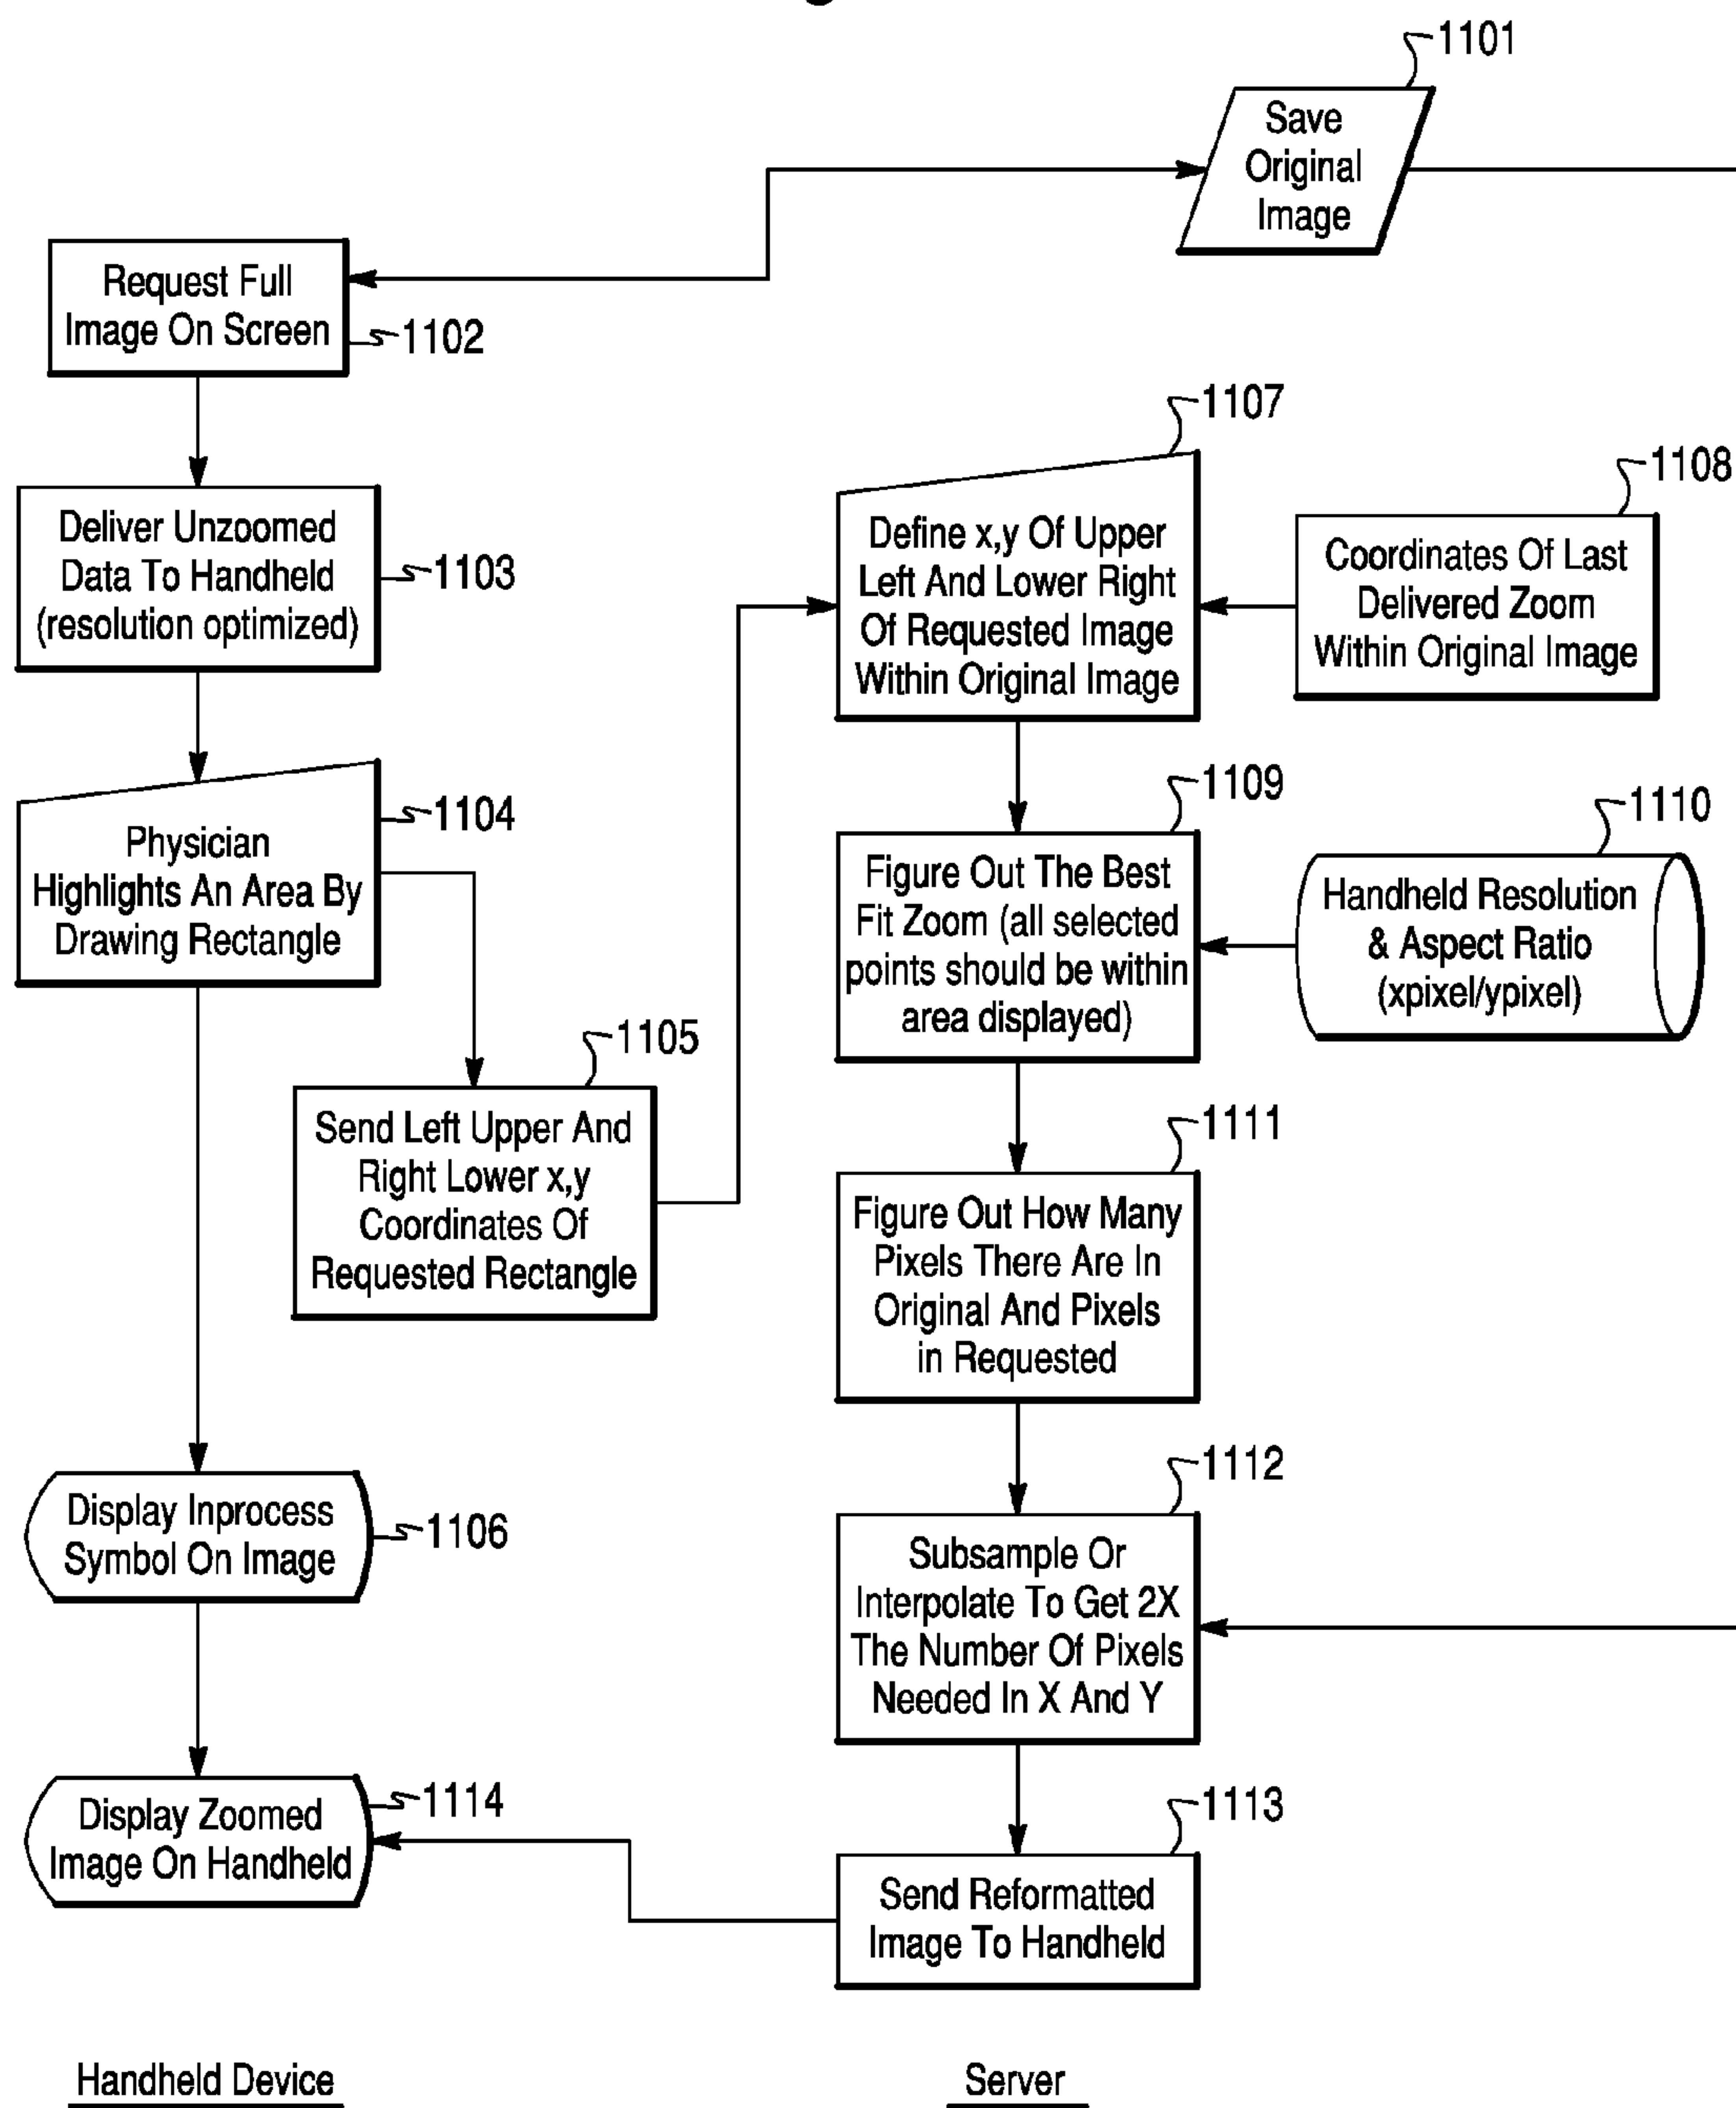 1101
Save
Original
Image
Request Full
Image On Screen
1102
Deliver Unzoomed
Data To Handheld
(resolution optimized)
1103
Physician
Highlights An Area By
Drawing Rectangle
1104
1105
Send Left Upper And
Right Lower x,y
Coordinates Of
Requested Rectangle
Display Inprocess
Symbol On Image
1106
Display Zoomed
Image On Handheld
1114
1107
Define x,y Of Upper
Left And Lower Right
Of Requested Image
Within Original Image
1108
Coordinates Of Last
Delivered Zoom
Within Original Image
1109
Figure Out The Best
Fit Zoom (all selected
points should be within
area displayed)
1110
Handheld Resolution
& Aspect Ratio
(xpixel/ypixel)
1111
Figure Out How Many
Pixels There Are In
Original And Pixels
in Requested
1112
Subsample Or
Interpolate To Get 2X
The Number Of Pixels
Needed In X And Y
1113
Send Reformatted
Image To Handheld
Handheld Device
Server